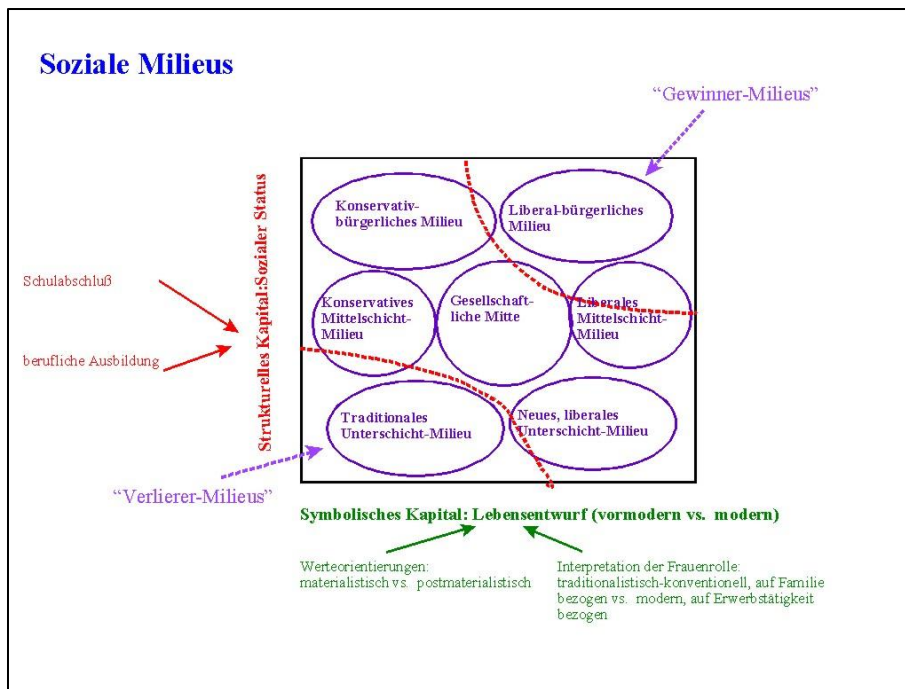 Soziale Milieus
“Gewinner-Milieus”
Strukturelles Kapital:Sozialer Status
Schulabschluß
berufliche Ausbildung
Konservativ-
bürgerliches Milieu
Liberal-bürgerliches
Milieu
Konservatives
Mittelschicht-
Milieu
Gesellschaft-
liche Mitte
Liberales
Mittelschicht-
Milieu
Traditionales
Unterschicht-Milieu
Neues, liberales
Unterschicht-Milieu
“Verlierer-Milieus”
Symbolisches Kapital: Lebensentwurf (vormodern vs. modern)
Werteorientierungen:
materialistisch vs. postmaterialistisch
Interpretation der Frauenrolle:
traditionalistisch-konventionell, auf Familie
bezogen vs. modern, auf Erwerbstätigkeit
bezogen